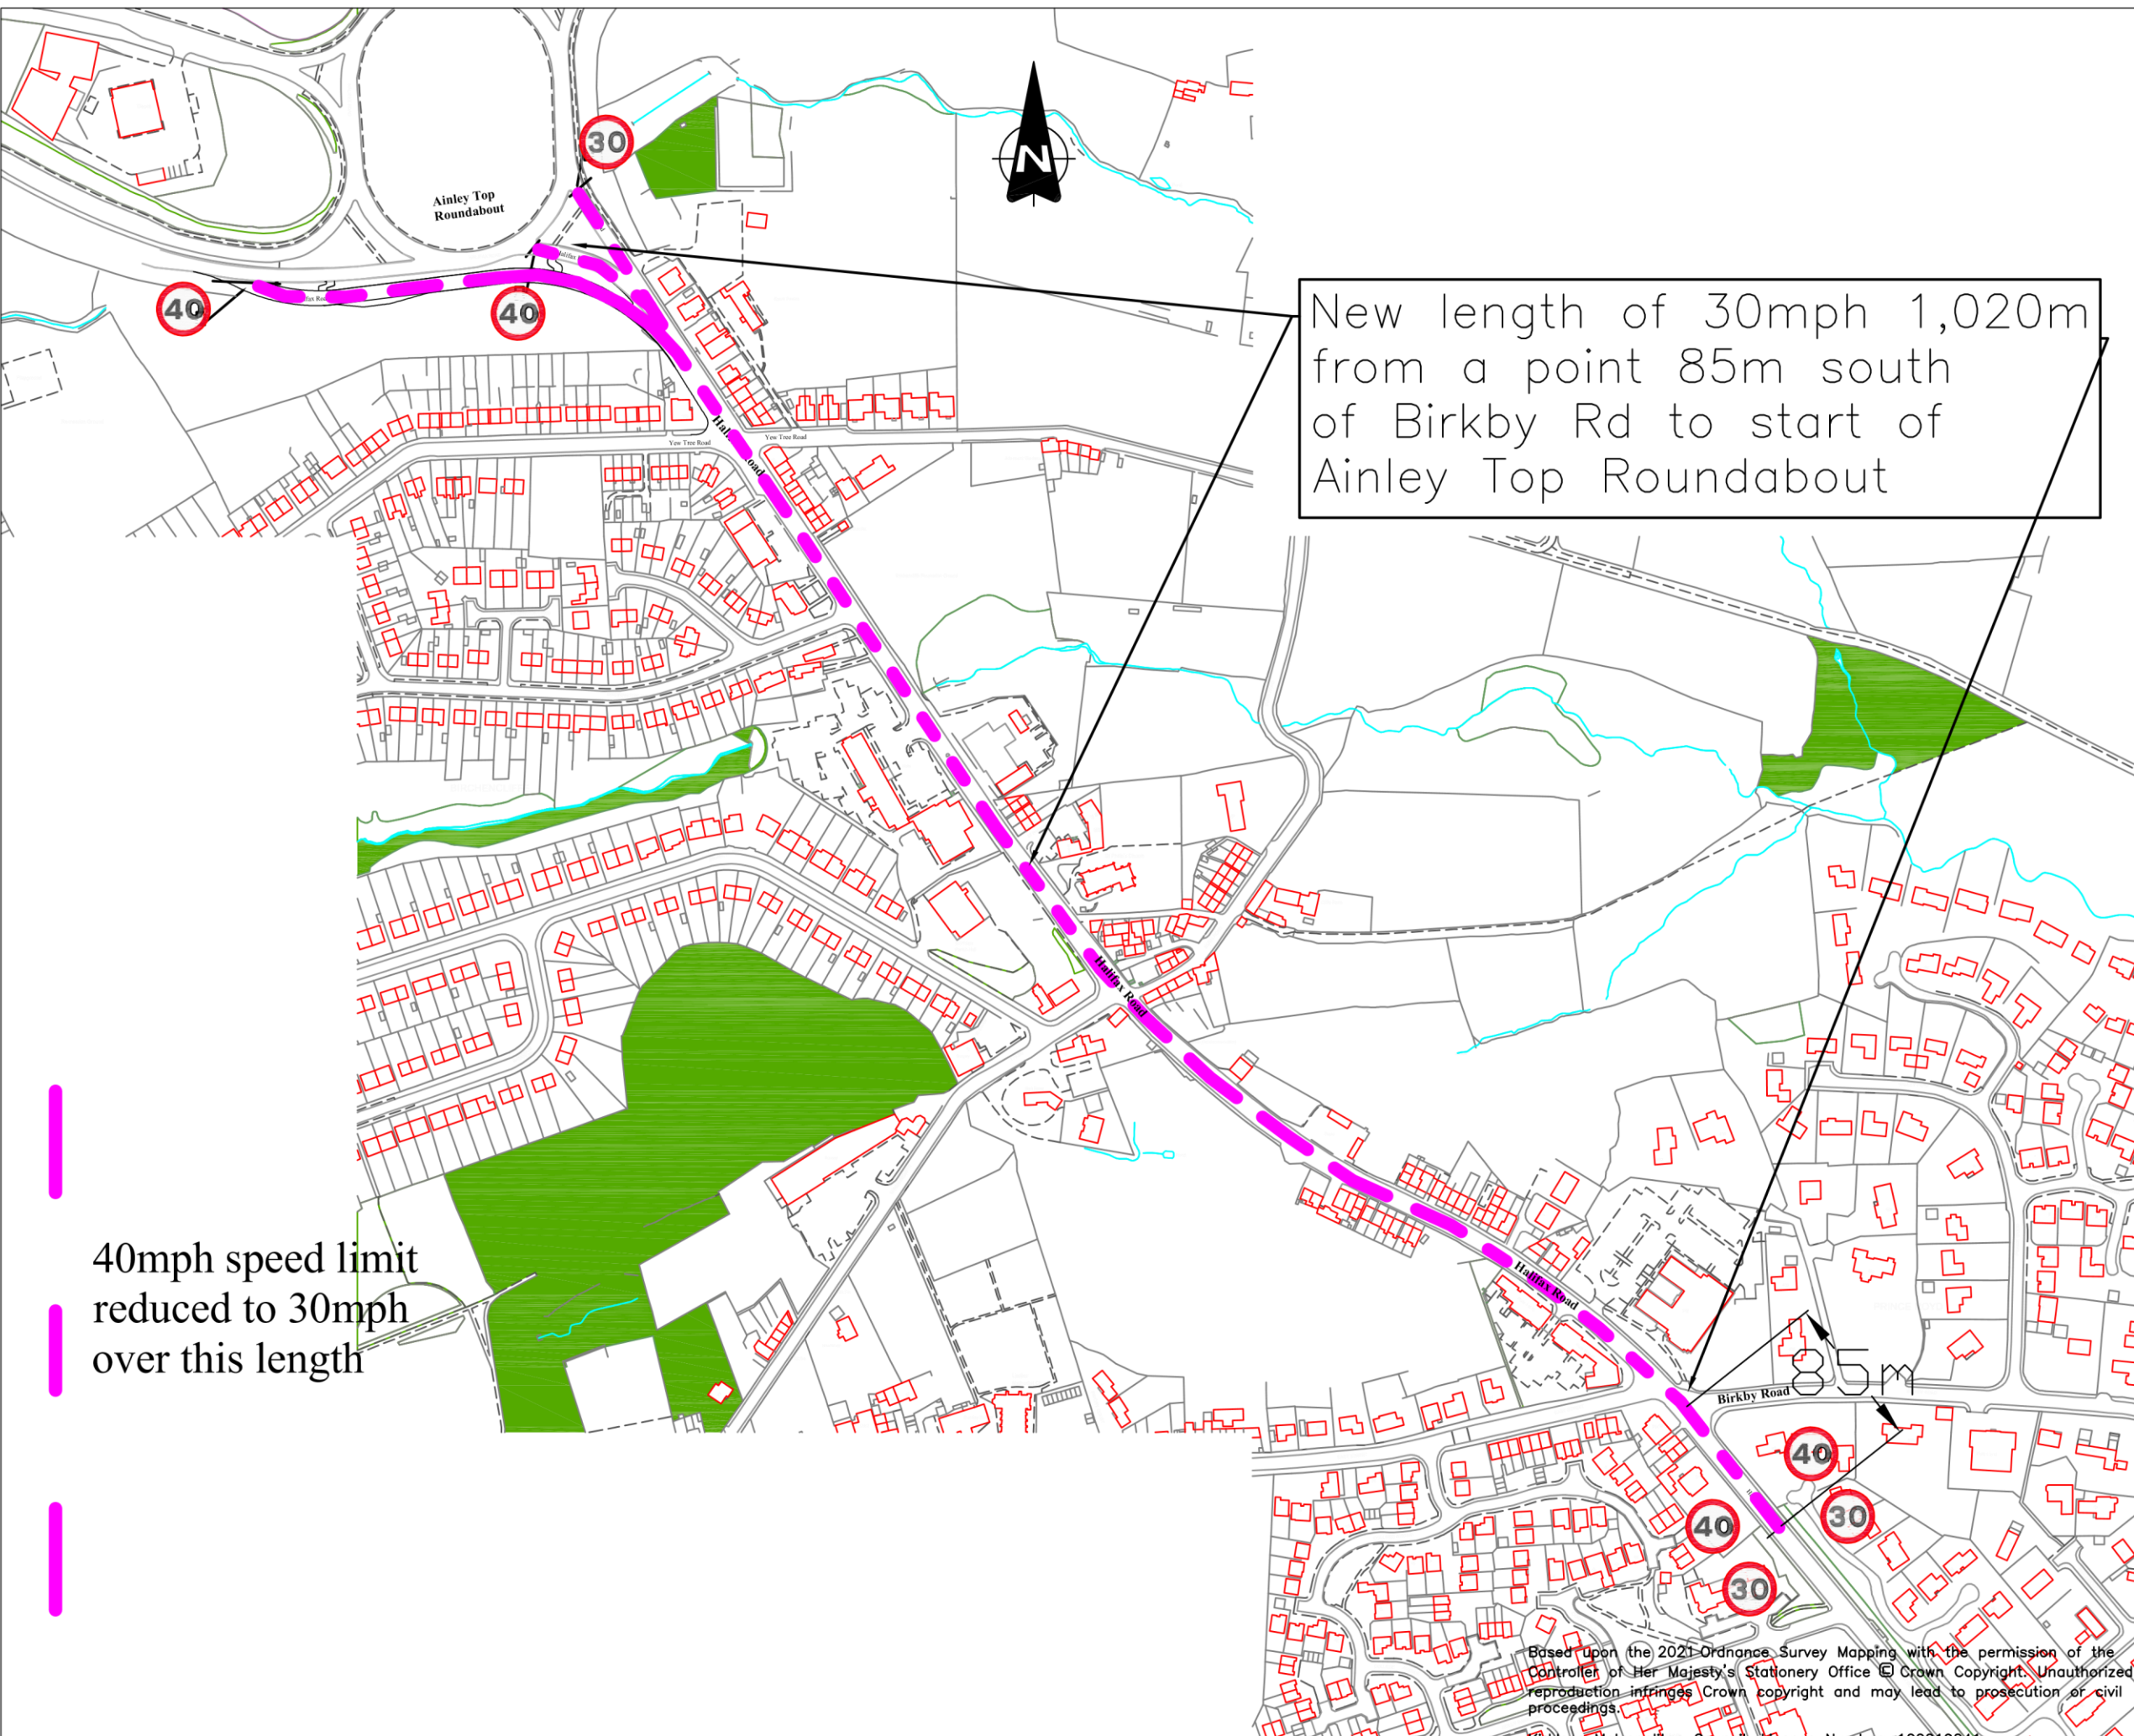 30
Ainley Top
Roundabout
N
40
40
New length of 30mph 1,020m
from a point 85m south
of Birkby Rd to start of
Ainley Top Roundabout
Yew Tree Road
Yew Tree Road
Halifax Road
40mph speed limit
reduced to 30mph
over this length
Halifax Road
85m
Birkby Road
40
40
30
30
Based upon the 2021 Ordnance Survey Mapping with the permission of the
Controller of Her Majesty's Stationery Office © Crown Copyright. Unauthorized
reproduction infringes Crown copyright and may lead to prosecution or civil
proceedings.